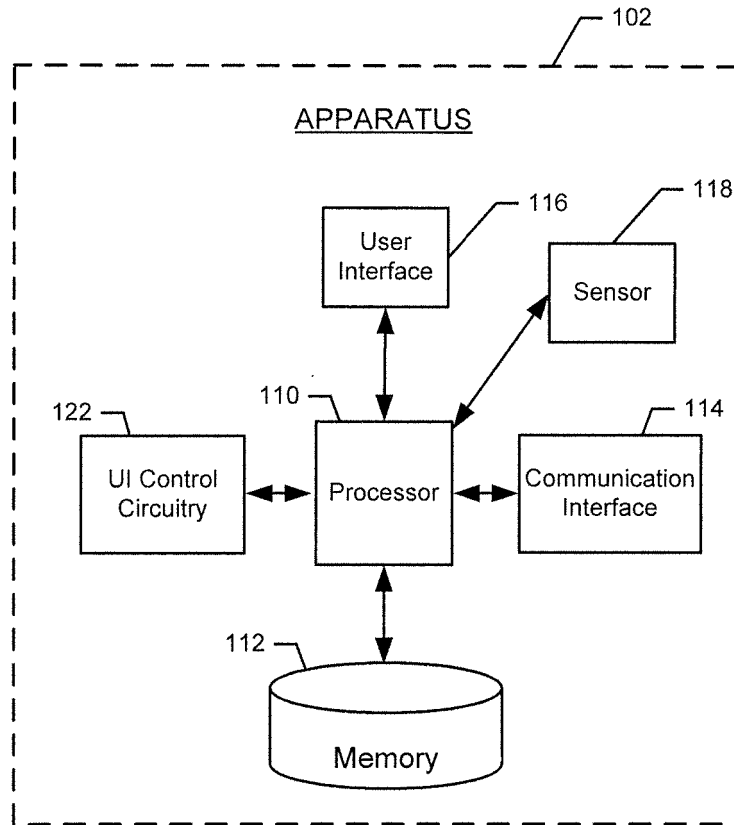 102
APPARATUS
116
118
User
Interface
Sensor
110
122
114
UI Control
Circuitry
Processor
Communication
Interface
112
Memory